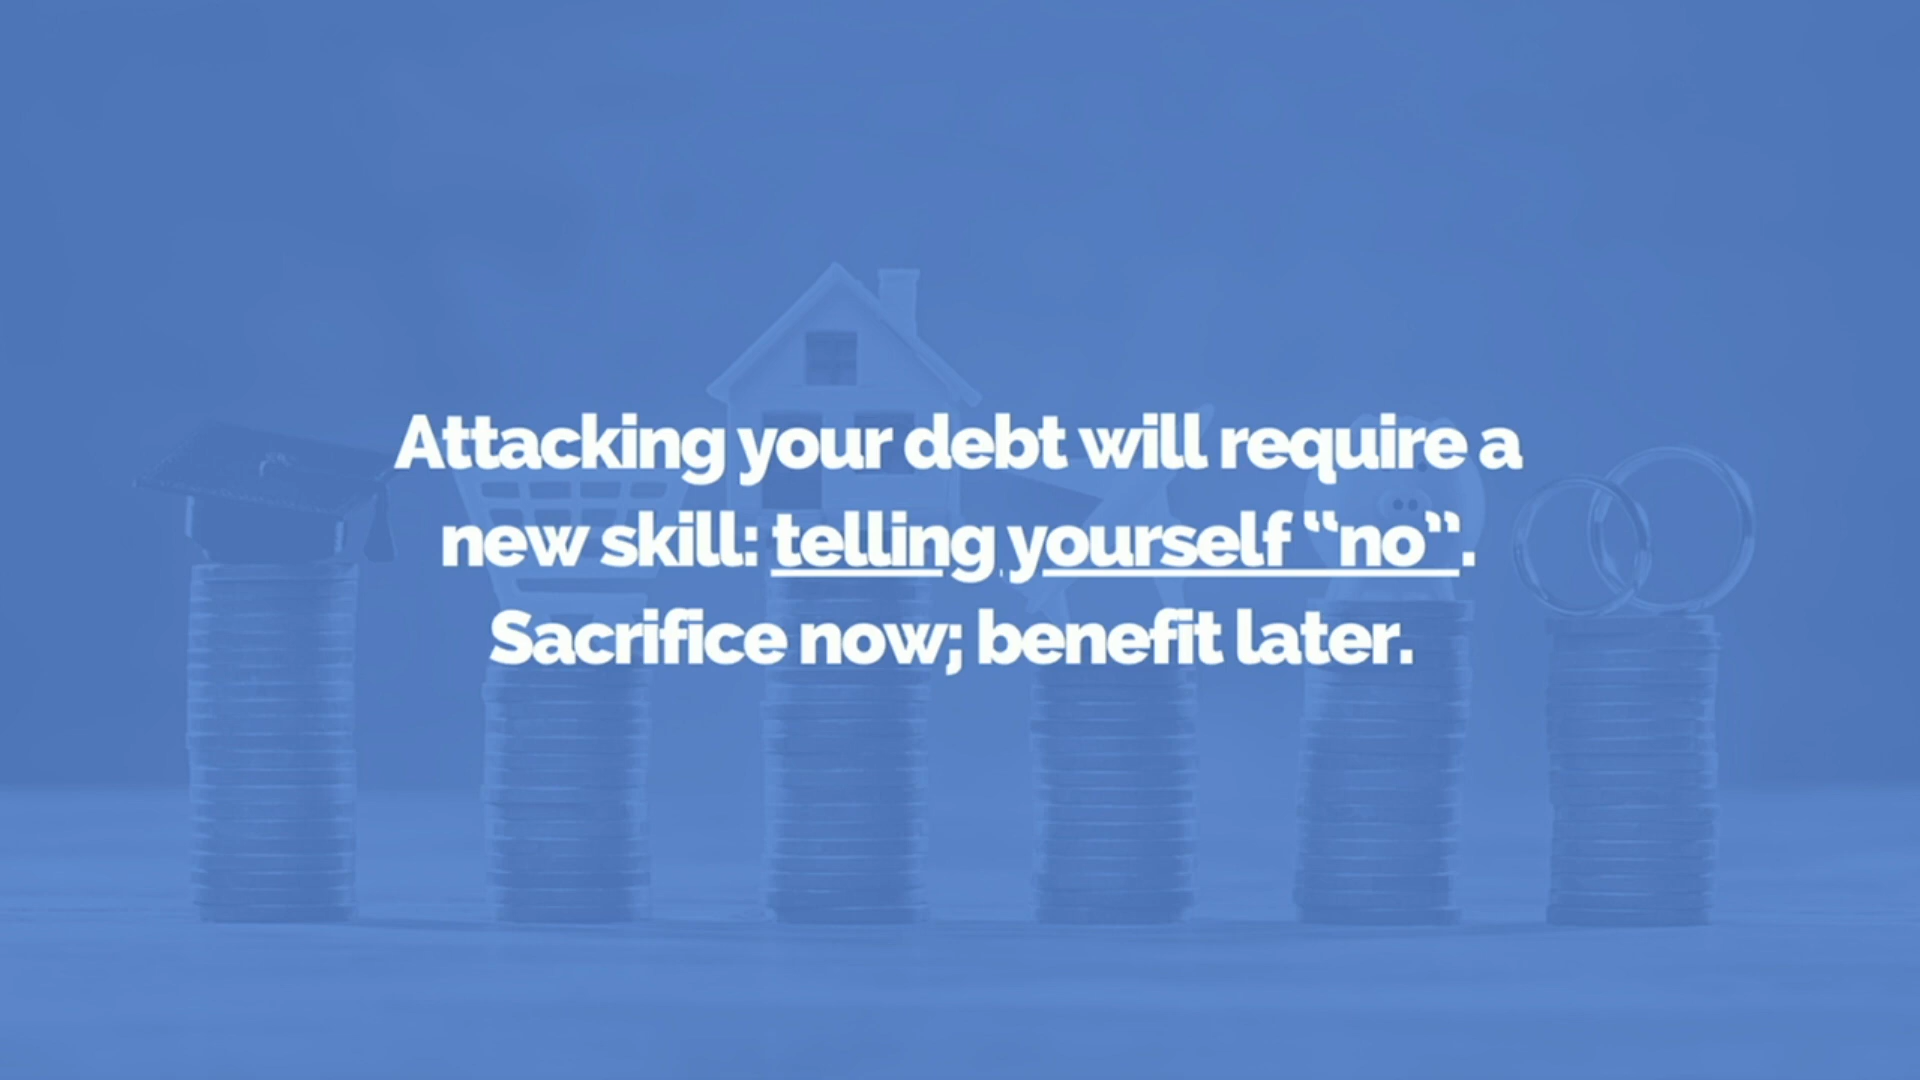 Attacking your debt will require a
new skill: telling yourself “no”.
Sacrifice now; benefit later.